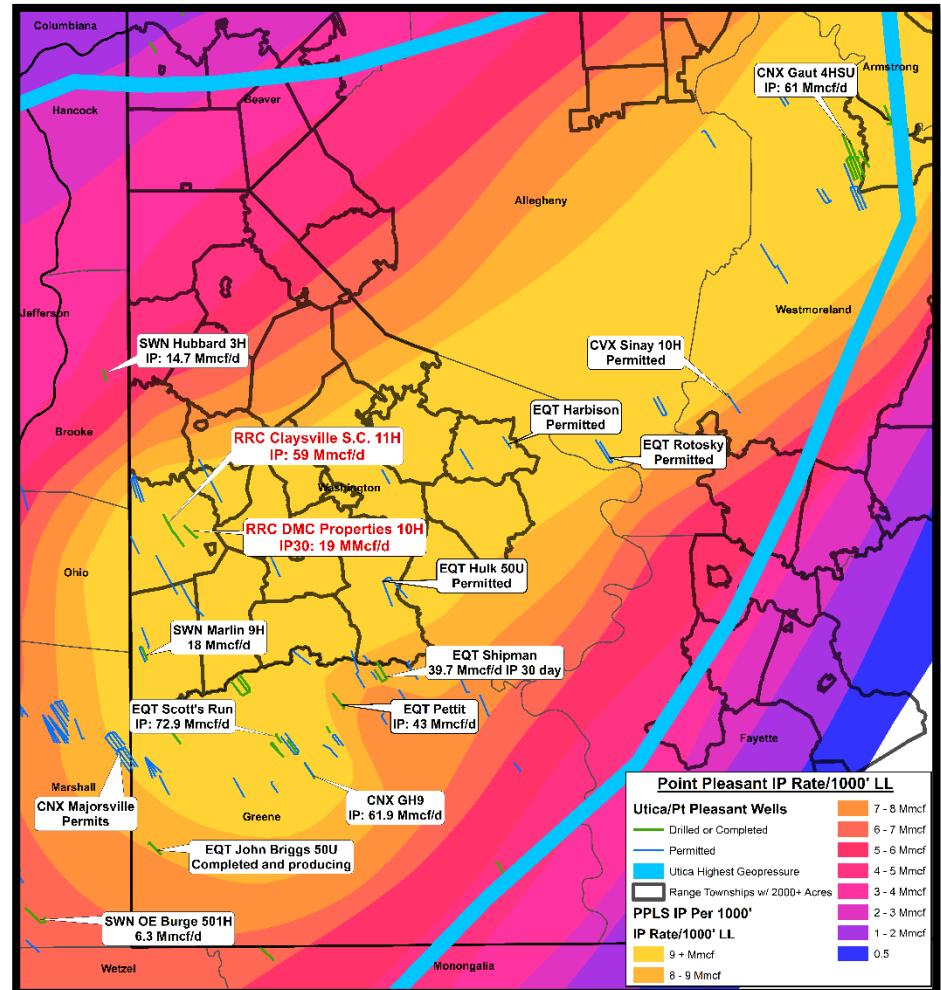 Columbiana
Armstrong
CNX Gaut 4HSU
IP: 61 Mmcf/d
Beaver
Hancock
Allegheny
Westmoreland
Jefferson
SWN Hubbard 3H
IP: 14.7 Mmcf/d
CVX Sinay 10H
Permitted
EQT Harbison
Permitted
Brooke
RRC Claysville S.C. 11H
IP: 59 Mmcf/d
EQT Rotosky
Permitted
Washington
RRC DMC Properties 10H
IP30: 19 MMcf/d
Ohio
EQT Hulk 50U
Permitted
SWN Marlin 9H
18 Mmcf/d
EQT Shipman
39.7 Mmcf/d IP 30 day
EQT Scott's Run
IP: 72.9 Mmcf/d
EQT Pettit
IP: 43 Mmcf/d
Fayette
Marshall
CNX Majorsville
Permits
CNX GH9
IP: 61.9 Mmcf/d
Greene
EQT John Briggs 50U
Completed and producing
SWN OE Burge 501H
6.3 Mmcf/d
Wetzel
Monongalia
Point Pleasant IP Rate/1000' LL
Utica/Pt Pleasant Wells
Drilled or Completed
Permitted
Utica Highest Geopressure
Range Townships w/ 2000+ Acres
PPLS IP Per 1000'
IP Rate/1000' LL
9 + Mmcf
8 - 9 Mmcf
7 - 8 Mmcf
6 - 7 Mmcf
5 - 6 Mmcf
4 - 5 Mmcf
3 - 4 Mmcf
2 - 3 Mmcf
1 - 2 Mmcf
0.5